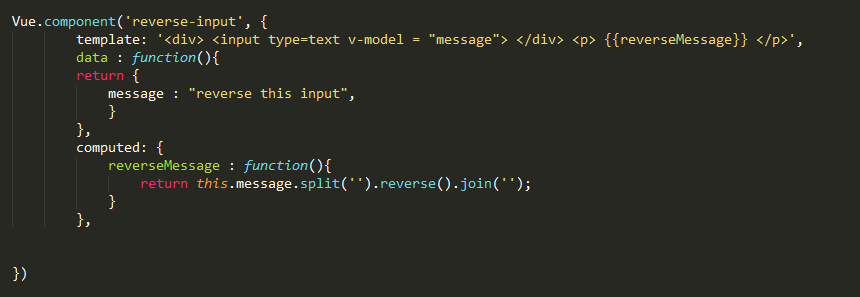 Vue.component('reverse-input', {
template: '<div> <input type=text v-model = "message"> </div> <p> {{reverseMessage}} </p>',
data : function(){
return {
message : "reverse this input",
}
},
computed: {
reverseMessage : function(){
return this.message.split('').reverse().join('');
}
},
})